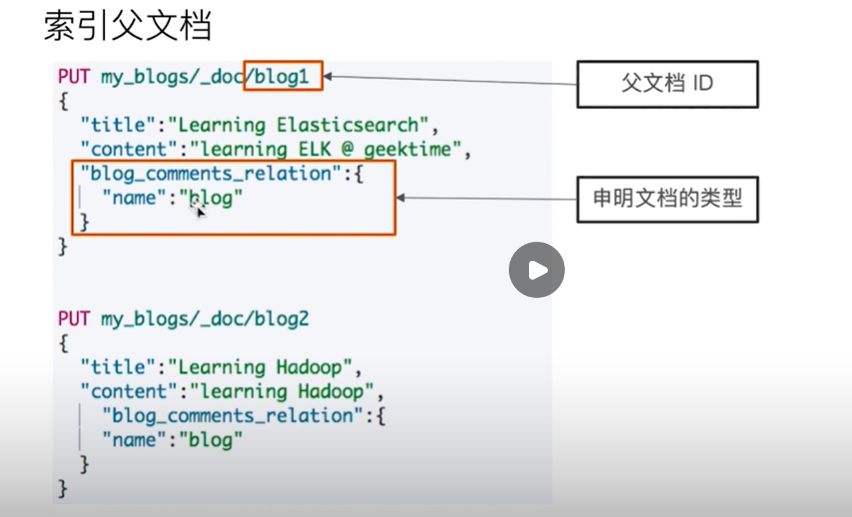 索引父文档
PUT my_blogs/_doc/blog1
父文档 ID
{
"title":"Learning Elasticsearch",
"content":"learning ELK @ geektime",
"blog_comments_relation":{
"name":"blog"
申明文档的类型
}
}
PUT my_blogs/_doc/blog2
{
"title":"Learning Hadoop",
"content":"learning Hadoop",
"blog_comments_relation":{
"name":"blog"
}
}